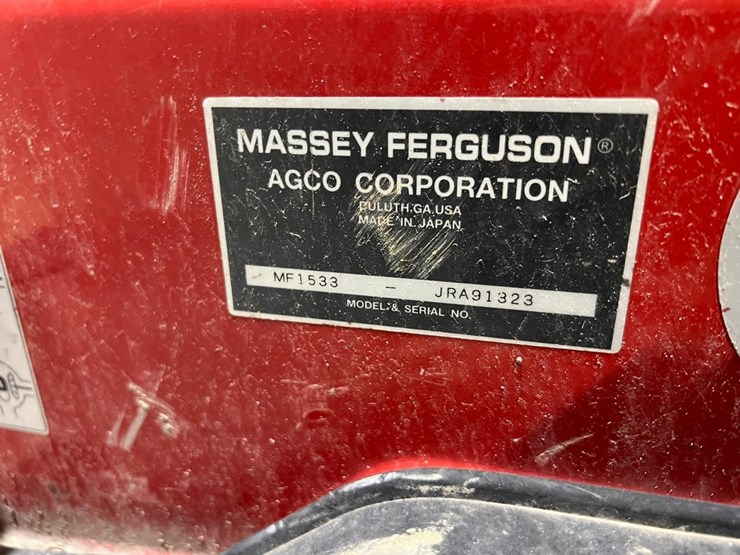 MASSEY FERGUSON®
AGCO CORPORATION
DULUTH, GA. USA
MADE IN JAPAN
MF1533 — JRA91323
MODEL & SERIAL NO.